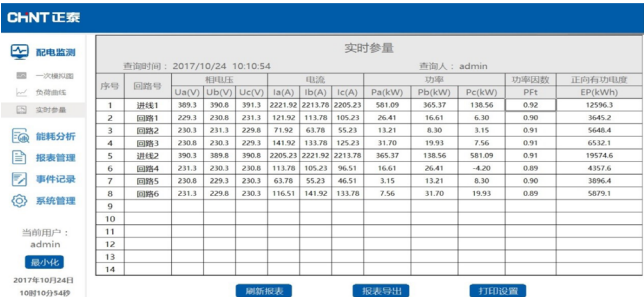 CHNT 正泰
配电监测
一次模拟图
负荷曲线
实时参量
能耗分析
报表管理
事件记录
系统管理
当前用户：
admin
最小化
2017年10月24日
10时10分54秒
实时参量
查询时间： 2017/10/24 10:10:54 查询人： admin
序号 回路号 相电压 电流 功率 功率因数 正向有功电度
Ua(V) Ub(V) Uc(V) Ia(A) Ib(A) Ic(A) Pa(kW) Pb(kW) Pc(kW) PFt EP(kWh)
1 进线1 389.3 390.8 391.3 2221.92 2213.78 2205.23 581.09 365.37 138.56 0.92 12596.3
2 回路1 229.3 230.8 231.3 121.92 113.78 105.23 26.41 16.61 6.30 0.90 3645.2
3 回路2 230.3 231.3 229.8 71.92 63.78 55.23 13.21 8.30 3.15 0.91 5648.4
4 回路3 230.8 229.3 230.3 141.92 133.78 125.23 31.70 19.93 7.56 0.91 6532.1
5 进线2 390.3 389.8 390.8 2205.23 2221.92 2213.78 365.37 138.56 581.09 0.91 19574.6
6 回路4 231.3 230.3 230.8 113.78 105.23 96.51 16.61 26.41 -4.20 0.89 4357.6
7 回路5 230.8 229.3 230.3 63.78 55.23 46.51 3.15 13.21 8.30 0.90 3896.4
8 回路6 231.3 229.8 230.3 116.51 141.92 133.78 7.56 31.70 19.93 0.89 5879.1
9
10
11
12
13
14
刷新报表 报表导出 打印设置